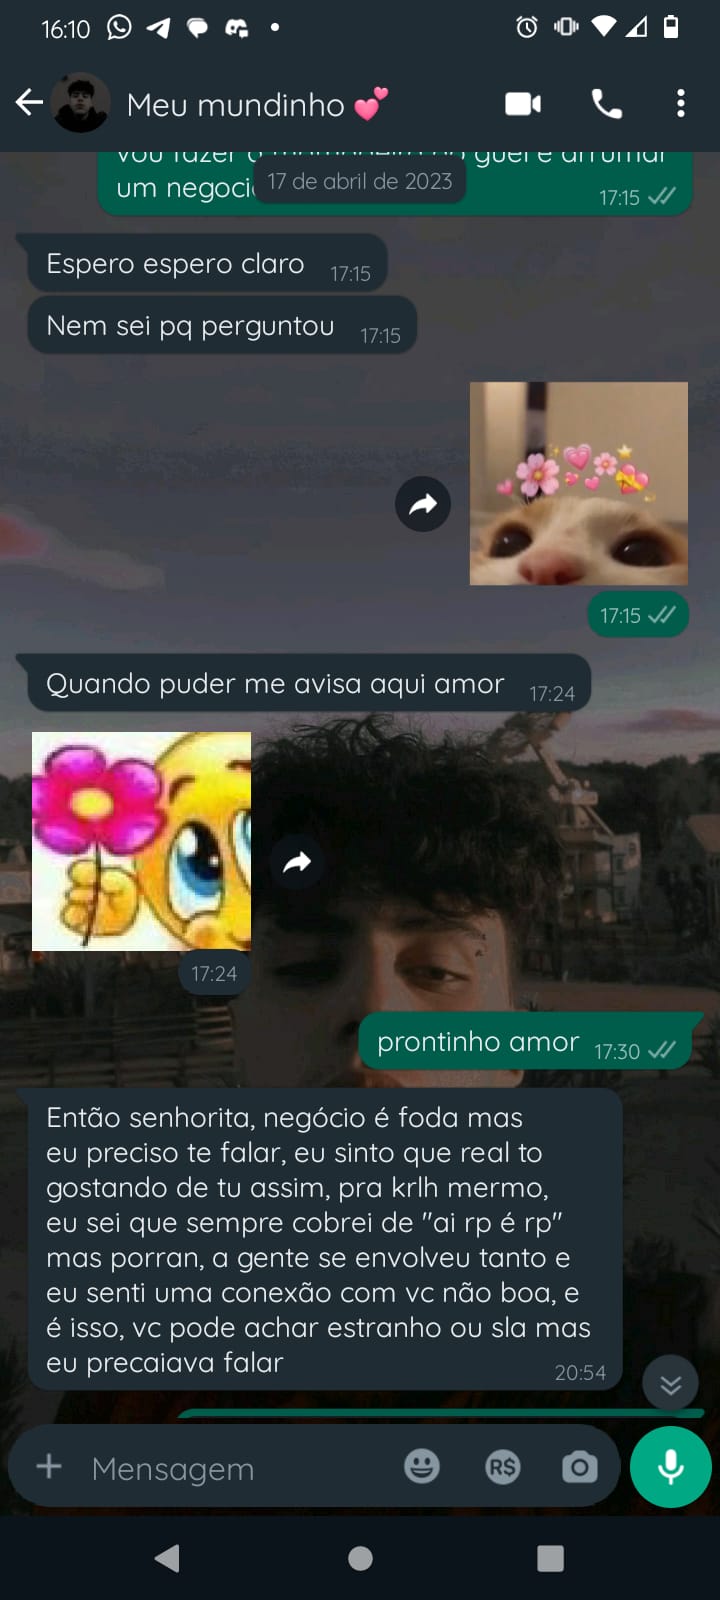 16:10
Meu mundinho 💕
um negoci
17 de abril de 2023
17:15
Espero espero claro 17:15
Nem sei pq perguntou 17:15
17:15
Quando puder me avisa aqui amor 17:24
17:24
prontinho amor 17:30
Então senhorita, negócio é foda mas
eu preciso te falar, eu sinto que real to
gostando de tu assim, pra krlh mermo,
eu sei que sempre cobrei de "ai rp é rp"
mas porran, a gente se envolveu tanto e
eu senti uma conexão com vc não boa, e
é isso, vc pode achar estranho ou sla mas
eu precaiava falar 20:54
Mensagem R$